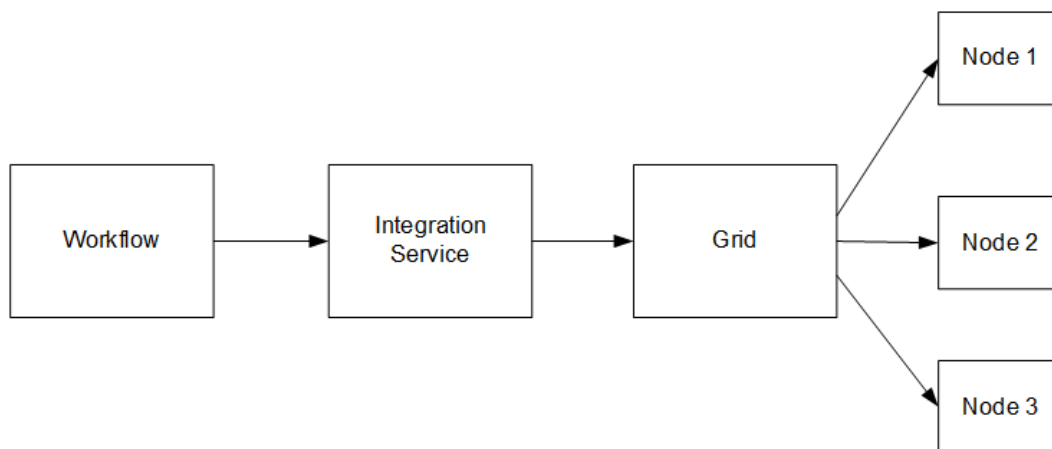 Node 1
Workflow
Integration
Service
Grid
Node 2
Node 3